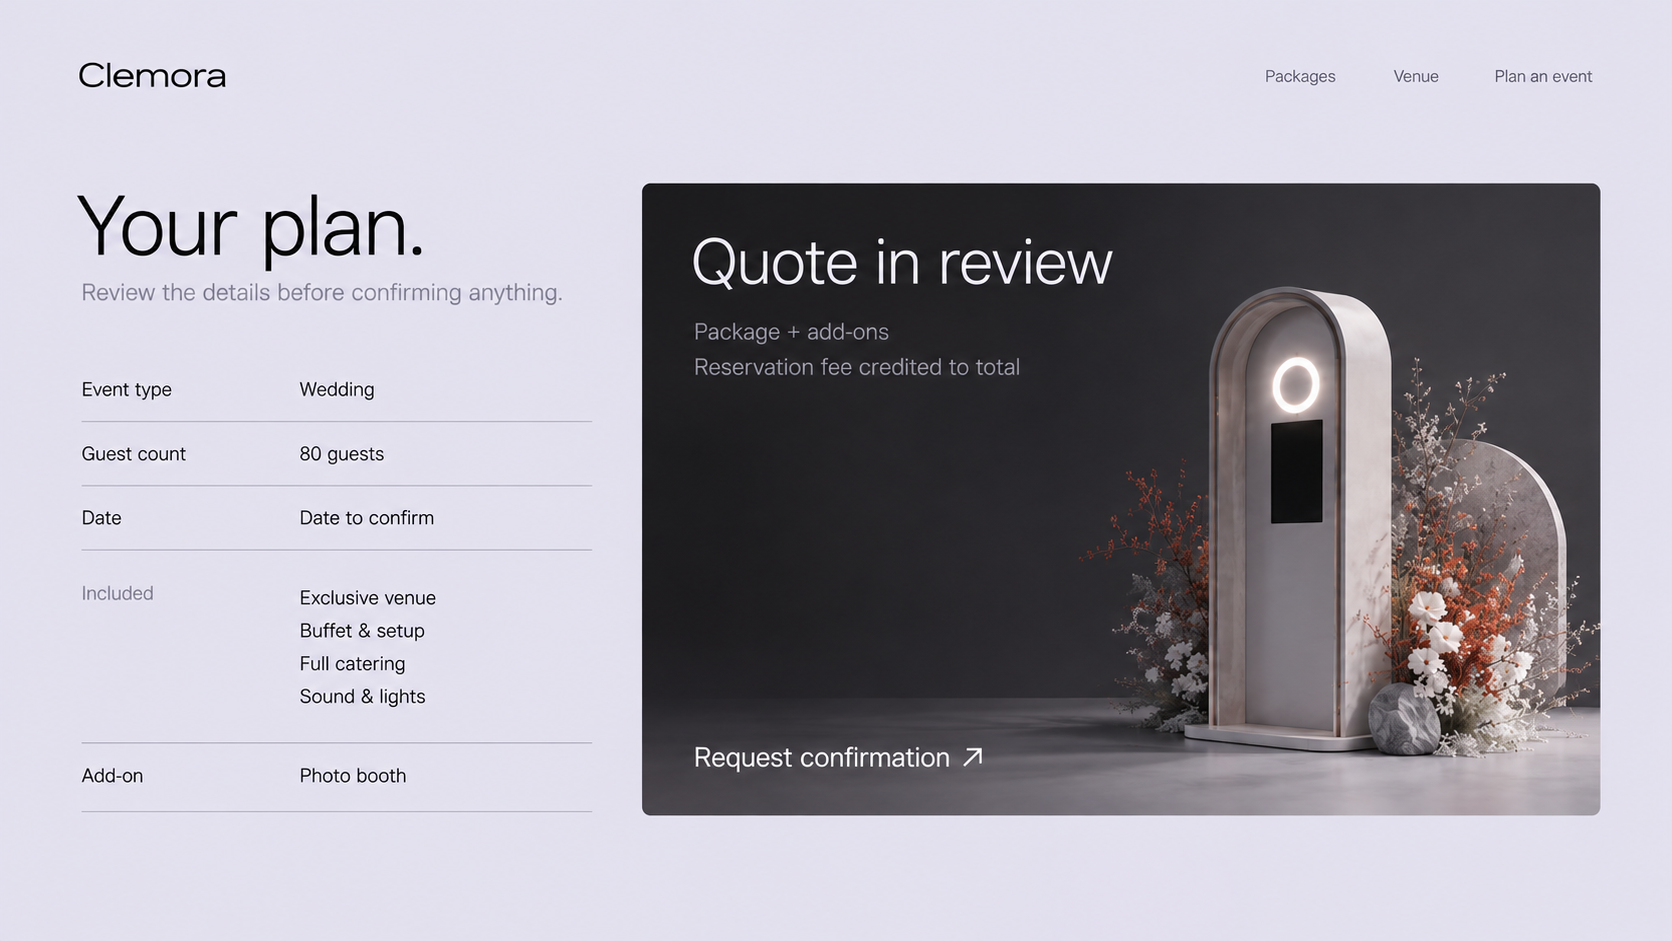 Clemora
Packages
Venue
Plan an event
Your plan.
Review the details before confirming anything.
Event type
Wedding
Guest count
80 guests
Date
Date to confirm
Included
Exclusive venue
Buffet & setup
Full catering
Sound & lights
Add-on
Photo booth
Quote in review
Package + add-ons
Reservation fee credited to total
Request confirmation ↗